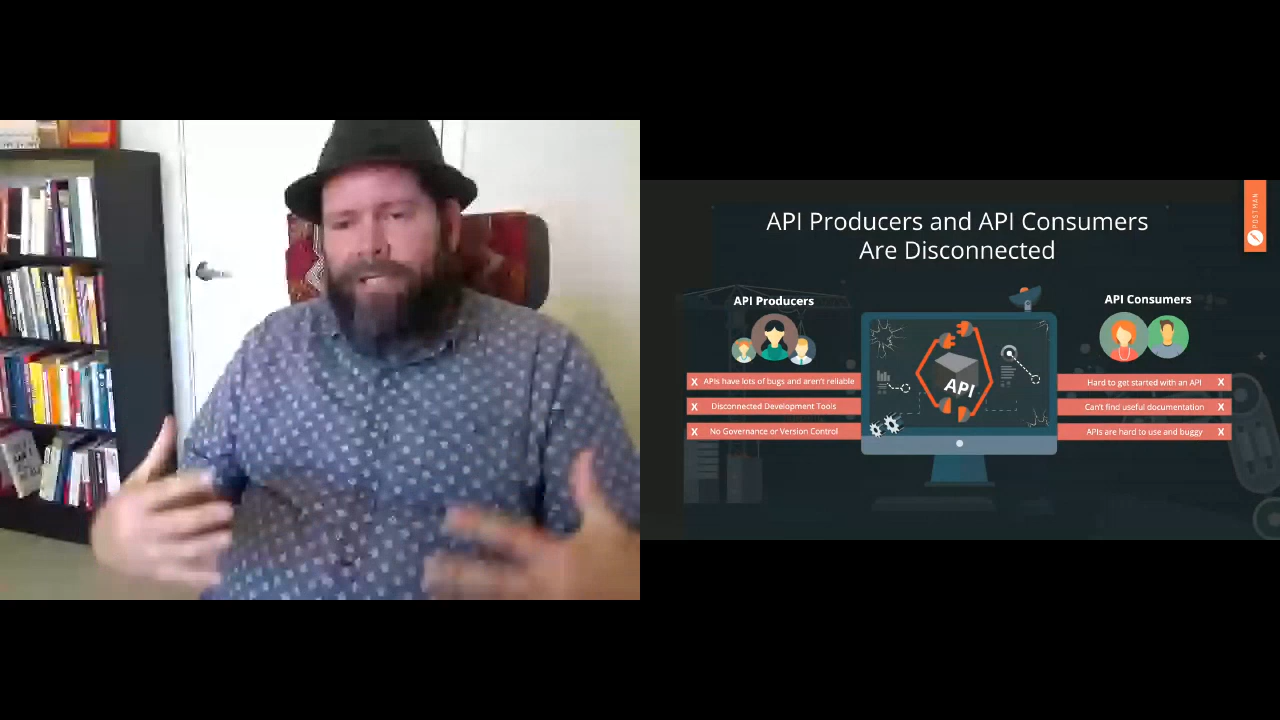 API Producers and API Consumers
Are Disconnected
POSTMAN
API Producers
API Consumers
X APIs have lots of bugs and aren't reliable
X Disconnected Development Tools
X No Governance or Version Control
API
Hard to get started with an API X
Can't find useful documentation X
APIs are hard to use and buggy X